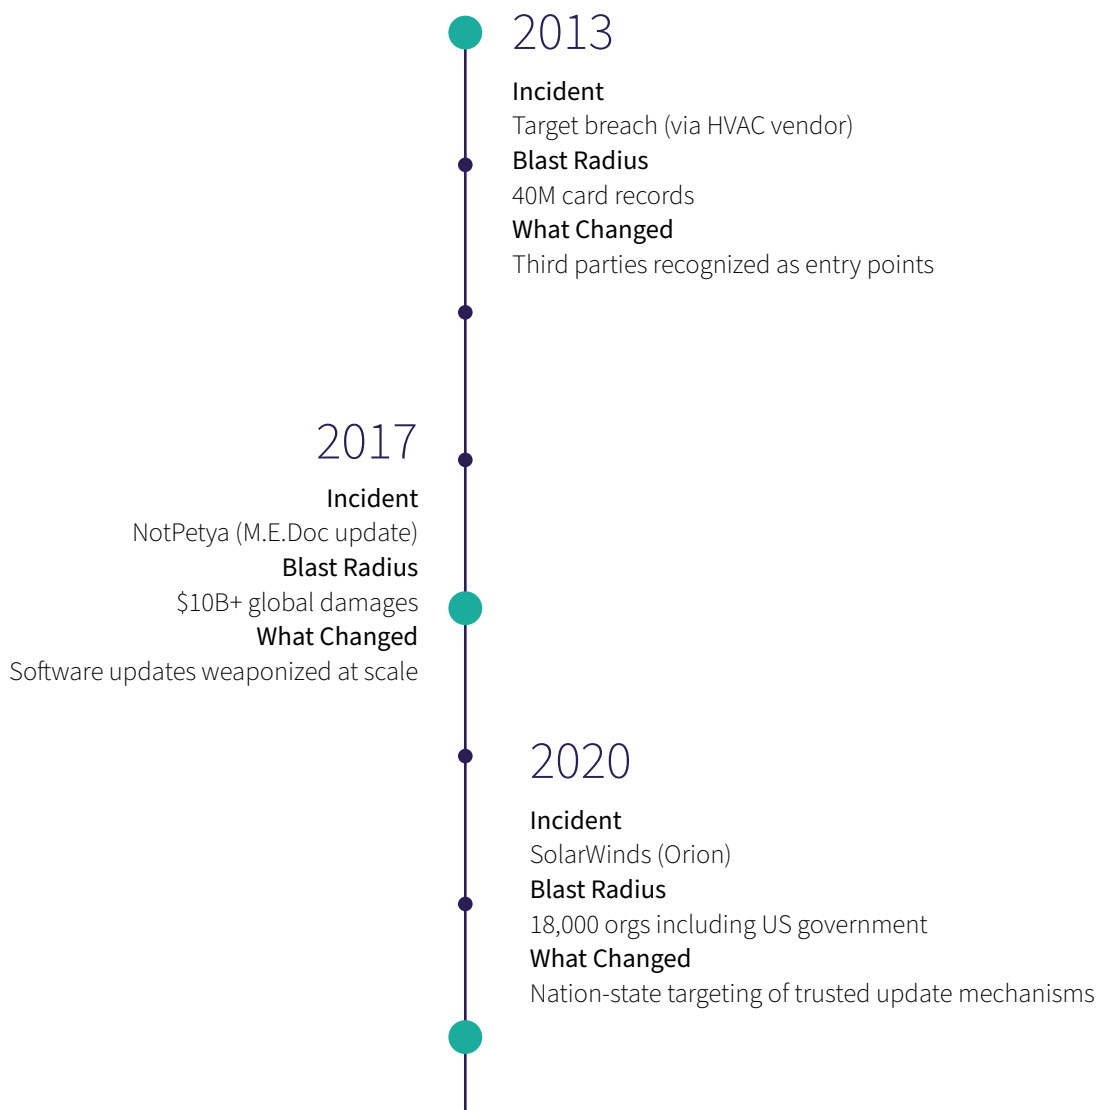 2013
Incident
Target breach (via HVAC vendor)
Blast Radius
40M card records
What Changed
Third parties recognized as entry points
2017
Incident
NotPetya (M.E.Doc update)
Blast Radius
$10B+ global damages
What Changed
Software updates weaponized at scale
2020
Incident
SolarWinds (Orion)
Blast Radius
18,000 orgs including US government
What Changed
Nation-state targeting of trusted update mechanisms